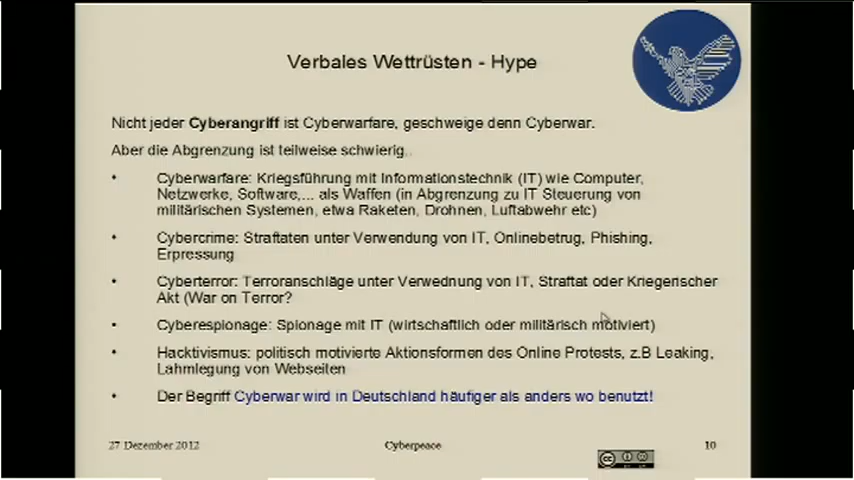 Verbales Wettrüsten - Hype
Nicht jeder Cyberangriff ist Cyberwarfare, geschweige denn Cyberwar.
Aber die Abgrenzung ist teilweise schwierig..
• Cyberwarfare: Kriegsführung mit Informationstechnik (IT) wie Computer,
Netzwerke, Software,... als Waffen (in Abgrenzung zu IT Steuerung von
militärischen Systemen, etwa Raketen, Drohnen, Luftabwehr etc)
• Cybercrime: Straftaten unter Verwendung von IT, Onlinebetrug, Phishing,
Erpressung
• Cyberterror: Terroranschläge unter Verwednung von IT, Straftat oder Kriegerischer
Akt (War on Terror?
• Cyberespionage: Spionage mit IT (wirtschaftlich oder militärisch motiviert)
• Hacktivismus: politisch motivierte Aktionsformen des Online Protests, z.B Leaking,
Lahmlegung von Webseiten
• Der Begriff Cyberwar wird in Deutschland häufiger als anders wo benutzt!
27 Dezember 2012 Cyberpeace 10